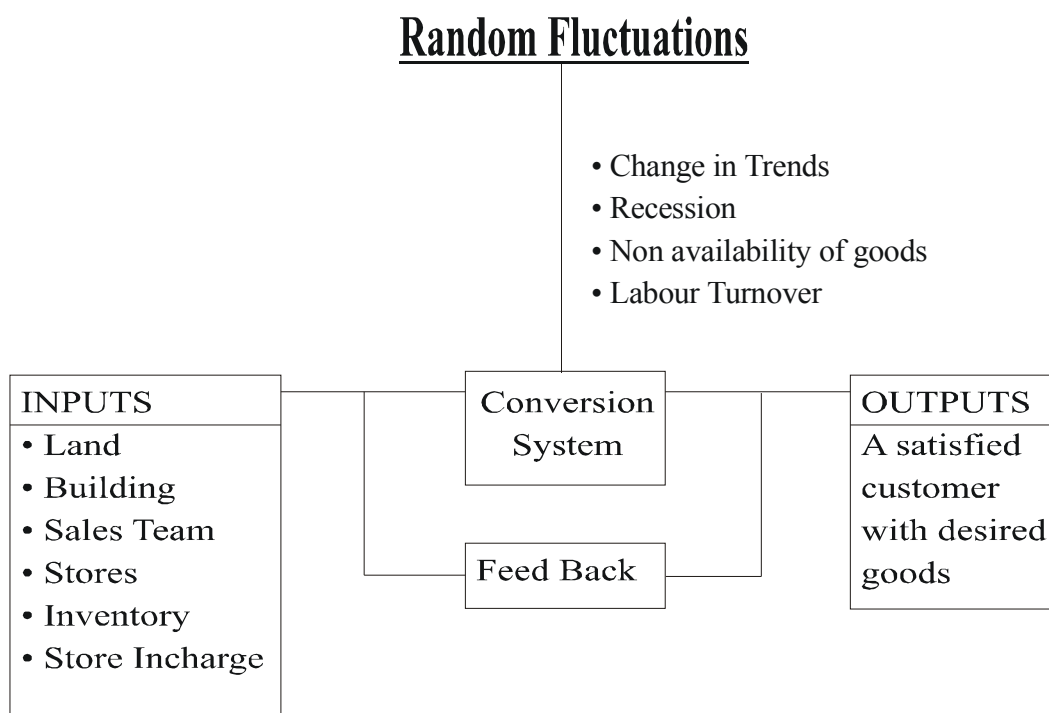 Random Fluctuations
• Change in Trends
• Recession
• Non availability of goods
• Labour Turnover
INPUTS
• Land
• Building
• Sales Team
• Stores
• Inventory
• Store Incharge
Conversion
System
Feed Back
OUTPUTS
A satisfied
customer
with desired
goods